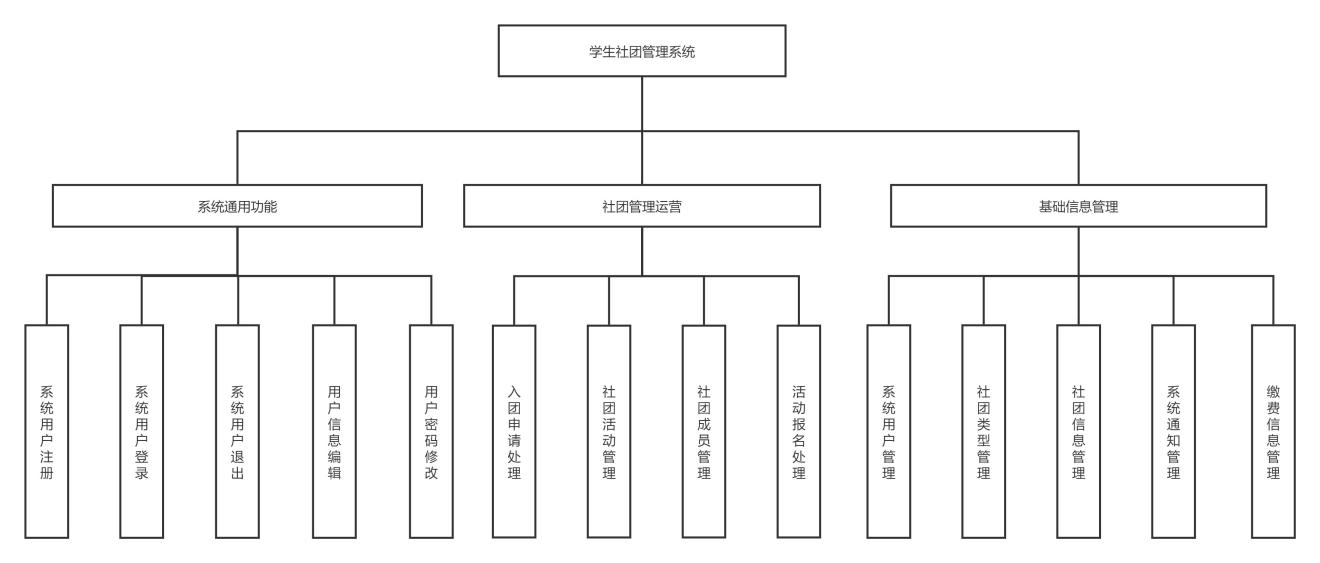 学生社团管理系统
系统通用功能
社团管理运营
基础信息管理
系统用户注册
系统用户登录
系统用户退出
用户信息编辑
用户密码修改
入团申请处理
社团活动管理
社团成员管理
活动报名处理
系统用户管理
社团类型管理
社团信息管理
系统通知管理
缴费信息管理